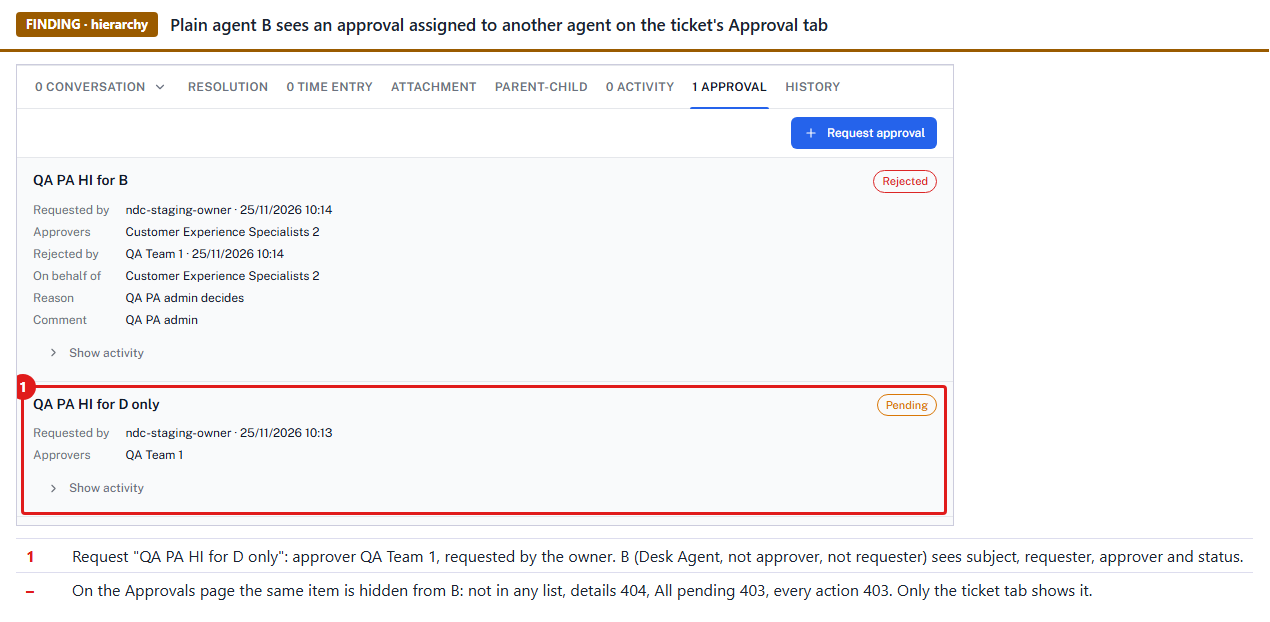 FINDING · hierarchy Plain agent B sees an approval assigned to another agent on the ticket's Approval tab
0 CONVERSATION RESOLUTION 0 TIME ENTRY ATTACHMENT PARENT-CHILD 0 ACTIVITY 1 APPROVAL HISTORY
+ Request approval
QA PA HI for B Rejected
Requested by ndc-staging-owner · 25/11/2026 10:14
Approvers Customer Experience Specialists 2
Rejected by QA Team 1 · 25/11/2026 10:14
On behalf of Customer Experience Specialists 2
Reason QA PA admin decides
Comment QA PA admin
Show activity
1
QA PA HI for D only Pending
Requested by ndc-staging-owner · 25/11/2026 10:13
Approvers QA Team 1
Show activity
1 Request "QA PA HI for D only": approver QA Team 1, requested by the owner. B (Desk Agent, not approver, not requester) sees subject, requester, approver and status.
– On the Approvals page the same item is hidden from B: not in any list, details 404, All pending 403, every action 403. Only the ticket tab shows it.